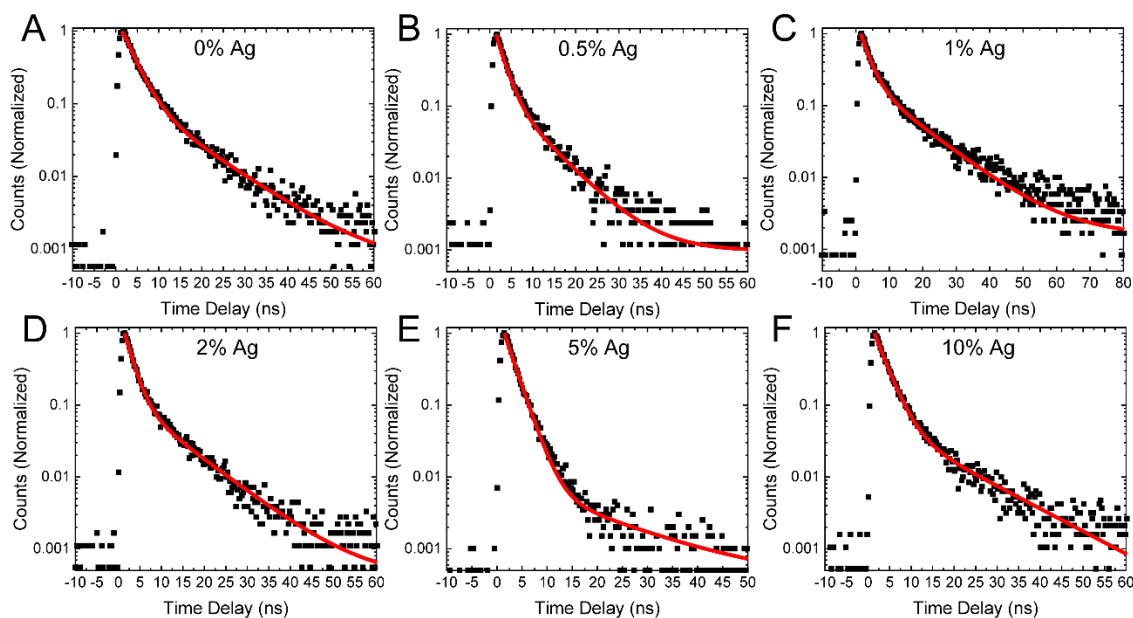 A
0% Ag
Counts (Normalized)
1
0.1
0.01
0.001
-10 -5 0 5 10 15 20 25 30 35 40 45 50 55 60
Time Delay (ns)
B
0.5% Ag
Counts (Normalized)
1
0.1
0.01
0.001
-10 -5 0 5 10 15 20 25 30 35 40 45 50 55 60
Time Delay (ns)
C
1% Ag
Counts (Normalized)
1
0.1
0.01
0.001
-10 0 10 20 30 40 50 60 70 80
Time Delay (ns)
D
2% Ag
Counts (Normalized)
1
0.1
0.01
0.001
-10 -5 0 5 10 15 20 25 30 35 40 45 50 55 60
Time Delay (ns)
E
5% Ag
Counts (Normalized)
1
0.1
0.01
0.001
-10 -5 0 5 10 15 20 25 30 35 40 45 50
Time Delay (ns)
F
10% Ag
Counts (Normalized)
1
0.1
0.01
0.001
-10 -5 0 5 10 15 20 25 30 35 40 45 50 55 60
Time Delay (ns)